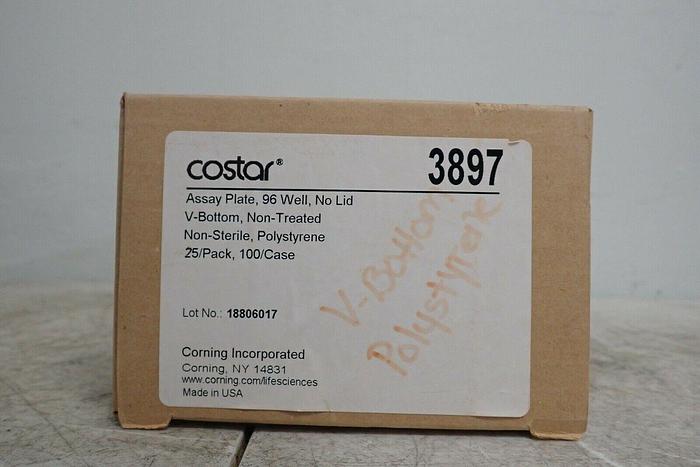 costar®
3897
Assay Plate, 96 Well, No Lid
V-Bottom, Non-Treated
Non-Sterile, Polystyrene
25/Pack, 100/Case
V-Bottom
Polystyrene
Lot No.: 18806017
Corning Incorporated
Corning, NY 14831
www.corning.com/lifesciences
Made in USA